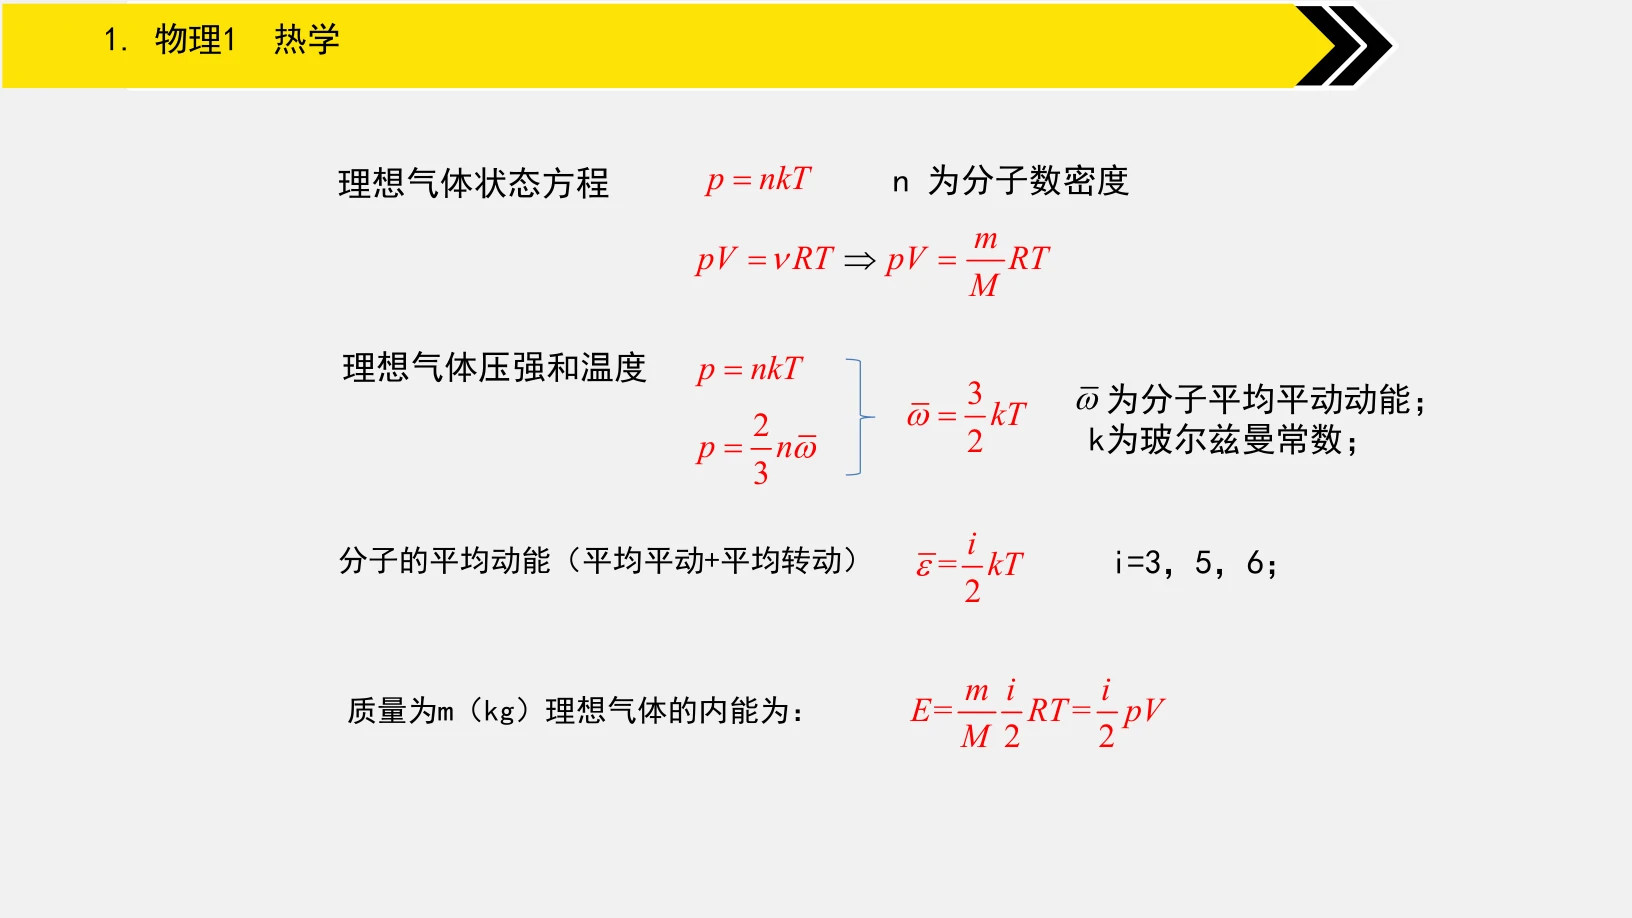 1. 物理1 热学
理想气体状态方程 p = nkT n 为分子数密度
pV = νRT ⇒ pV = m/M RT
理想气体压强和温度 p = nkT
p = 2/3 nω̅
ω̅ = 3/2 kT
ω̅ 为分子平均平动动能；
k为玻尔兹曼常数；
分子的平均动能（平均平动+平均转动） ε̅ = i/2 kT i=3，5，6；
质量为m（kg）理想气体的内能为： E = m/M i/2 RT = i/2 pV